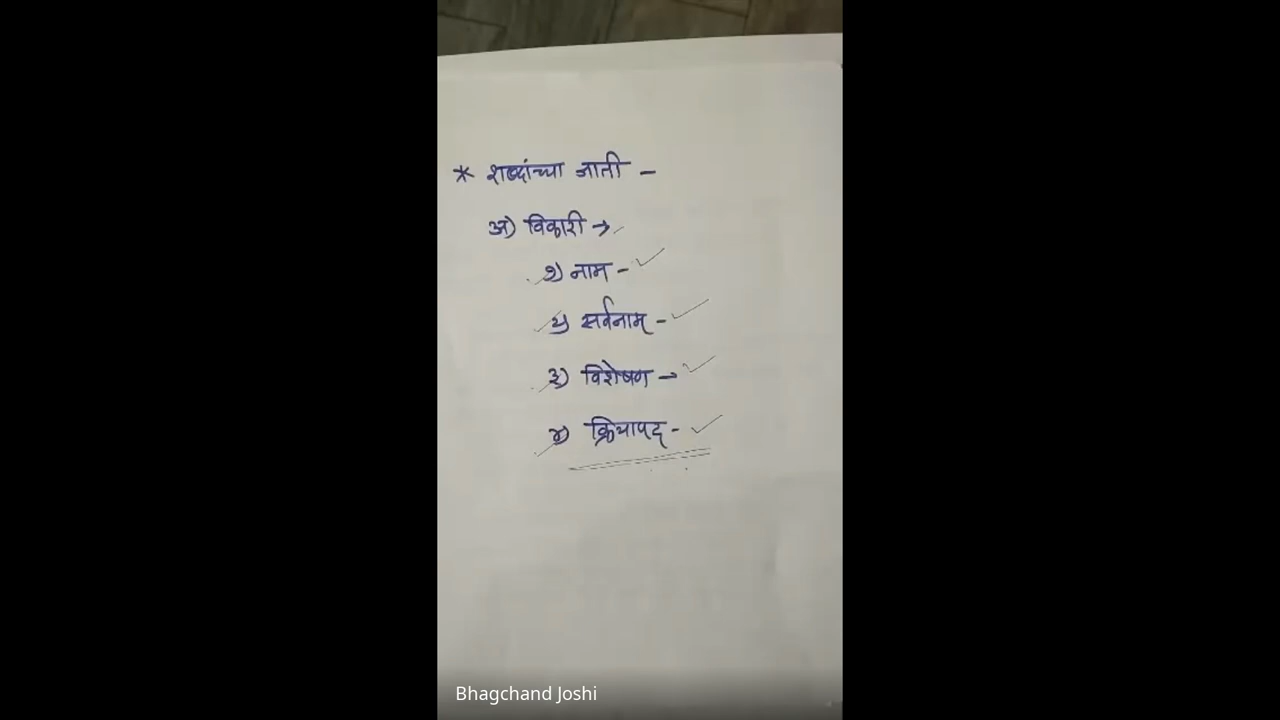 * शब्दांच्या जाती -
अ) विकारी →
१) नाम -
२) सर्वनाम -
३) विशेषण →
४) क्रियापद -
Bhagchand Joshi